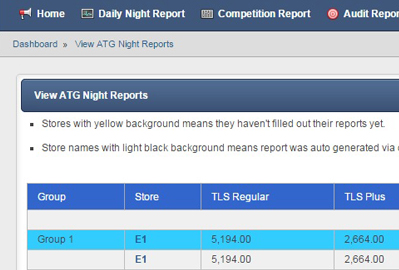 Home Daily Night Report Competition Report Audit Repor
Dashboard » View ATG Night Reports
View ATG Night Reports
Stores with yellow background means they haven't filled out their reports yet.
Store names with light black background means report was auto generated via
Group Store TLS Regular TLS Plus
Group 1 E1 5,194.00 2,664.00
E1 5,194.00 2,664.00